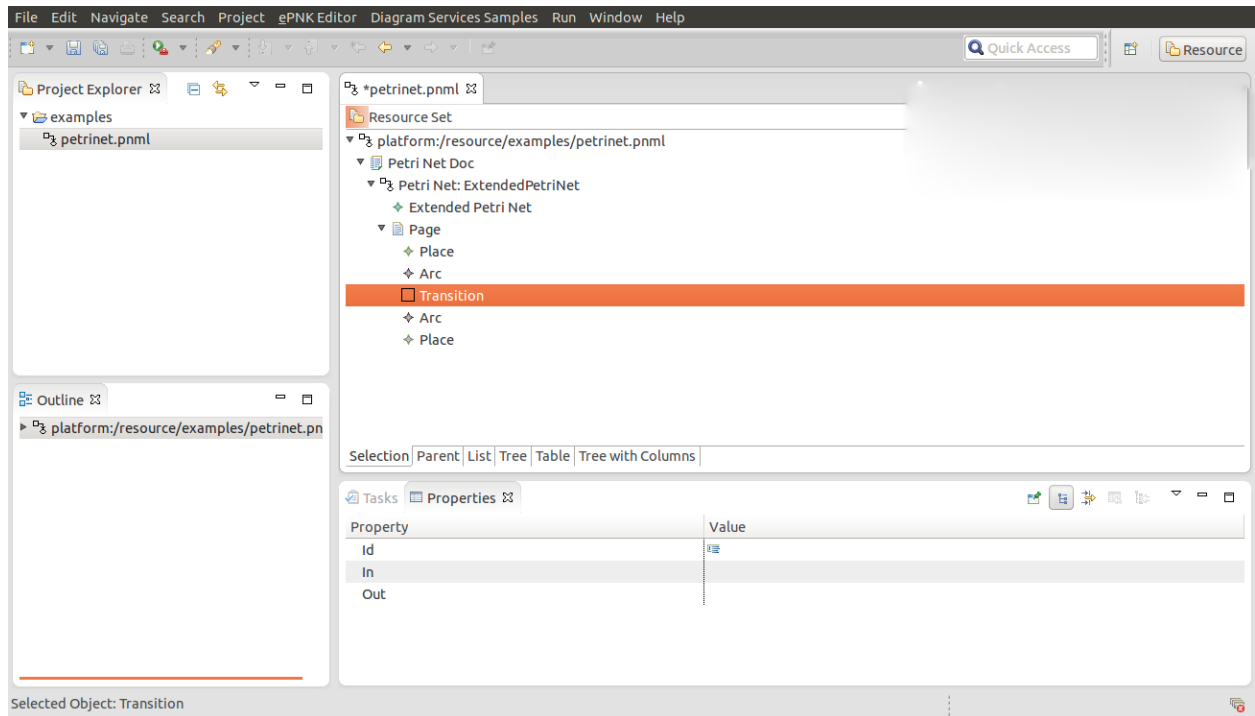 File Edit Navigate Search Project ePNK Editor Diagram Services Samples Run Window Help
Quick Access
Resource
Project Explorer
examples
petrinet.pnml
*petrinet.pnml
Resource Set
platform:/resource/examples/petrinet.pnml
Petri Net Doc
Petri Net: ExtendedPetriNet
Extended Petri Net
Page
Place
Arc
Transition
Arc
Place
Selection Parent List Tree Table Tree with Columns
Outline
platform:/resource/examples/petrinet.pn
Tasks Properties
Property Value
Id
In
Out
Selected Object: Transition